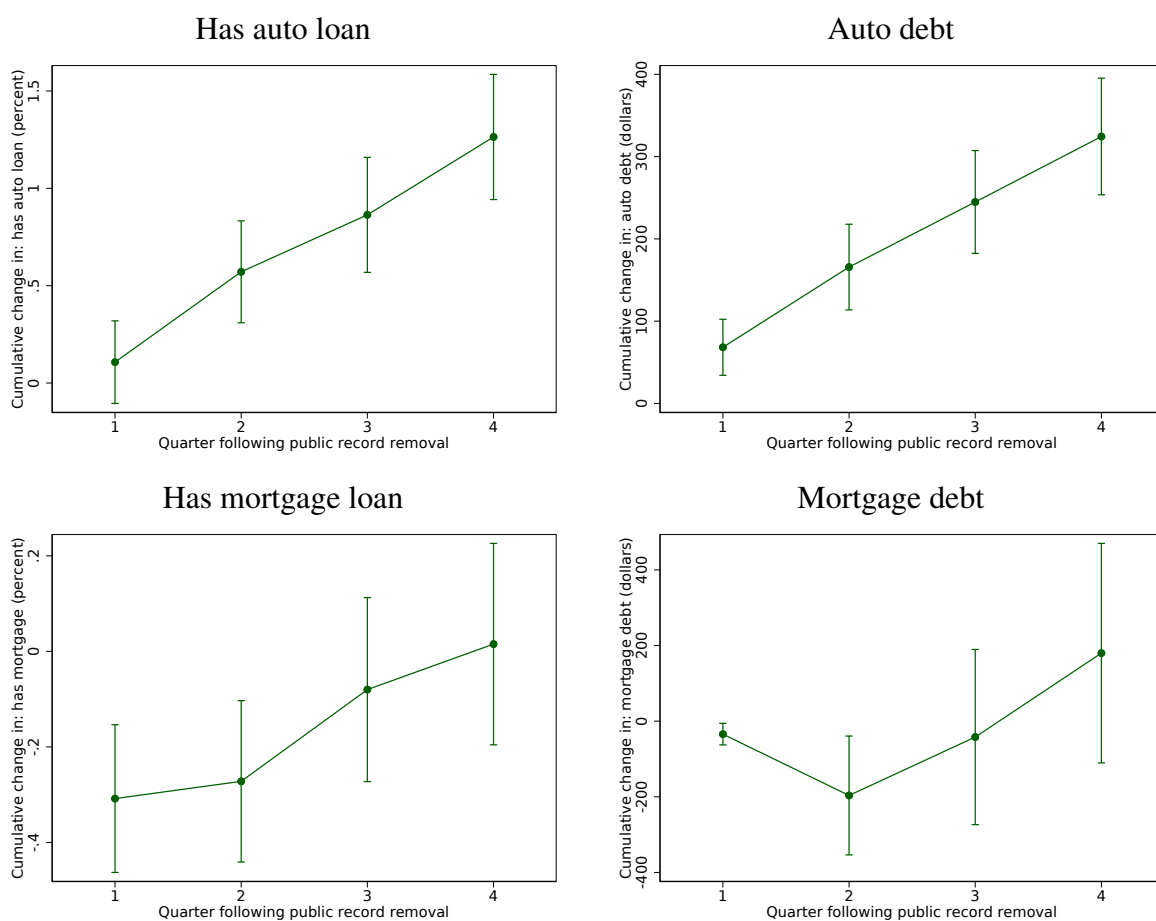 Has auto loan
Cumulative change in: has auto loan (percent)
1.5
1
.5
0
1 2 3 4
Quarter following public record removal
Auto debt
Cumulative change in: auto debt (dollars)
400
300
200
100
0
1 2 3 4
Quarter following public record removal
Has mortgage loan
Cumulative change in: has mortgage (percent)
.2
0
-.2
-.4
1 2 3 4
Quarter following public record removal
Mortgage debt
Cumulative change in: mortgage debt (dollars)
400
200
0
-200
-400
1 2 3 4
Quarter following public record removal